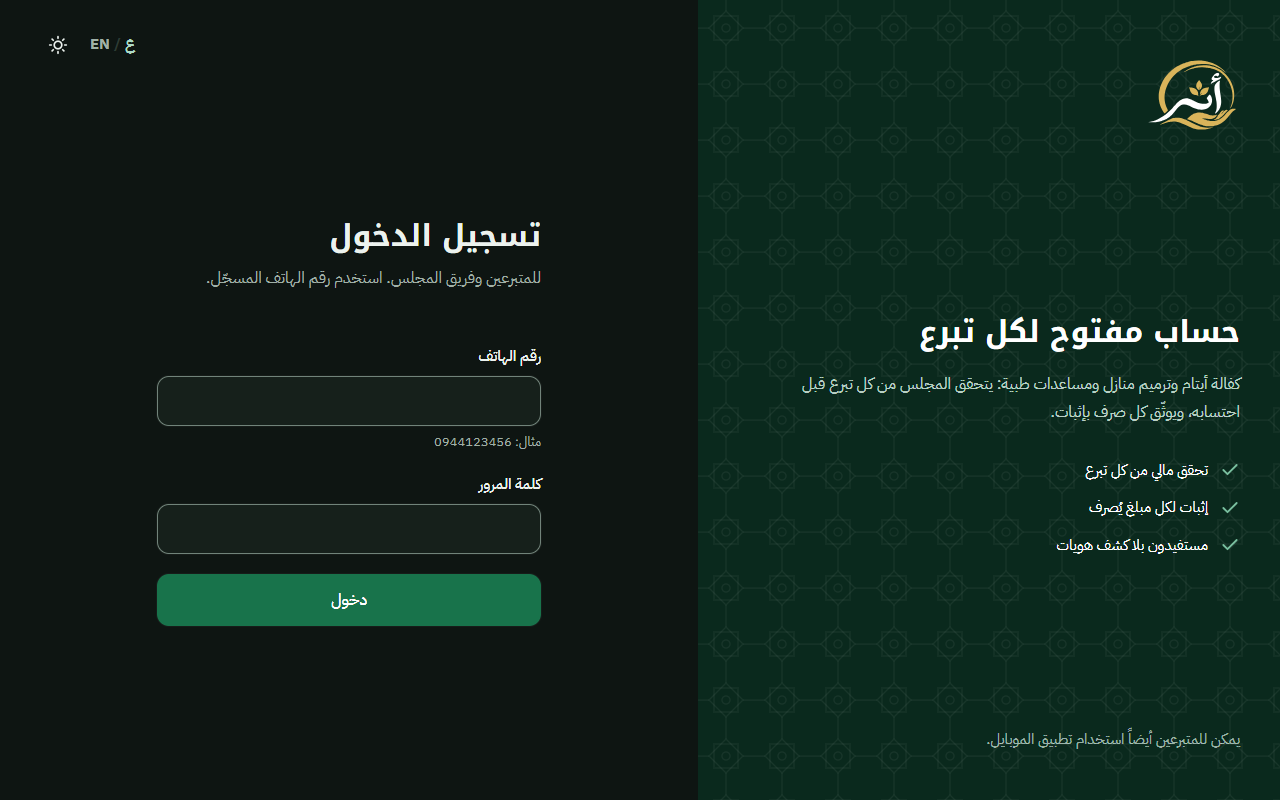 أثر
حساب مفتوح لكل تبرع
كفالة أيتام وترميم منازل ومساعدات طبية: يتحقق المجلس من كل تبرع قبل
احتسابه، ويوثّق كل صرف بإثبات.
تحقق مالي من كل تبرع
إثبات لكل مبلغ يُصرف
مستفيدون بلا كشف هويات
يمكن للمتبرعين أيضاً استخدام تطبيق الموبايل.
ع / EN
تسجيل الدخول
للمتبرعين وفريق المجلس. استخدم رقم الهاتف المسجّل.
رقم الهاتف
مثال: 0944123456
كلمة المرور
دخول